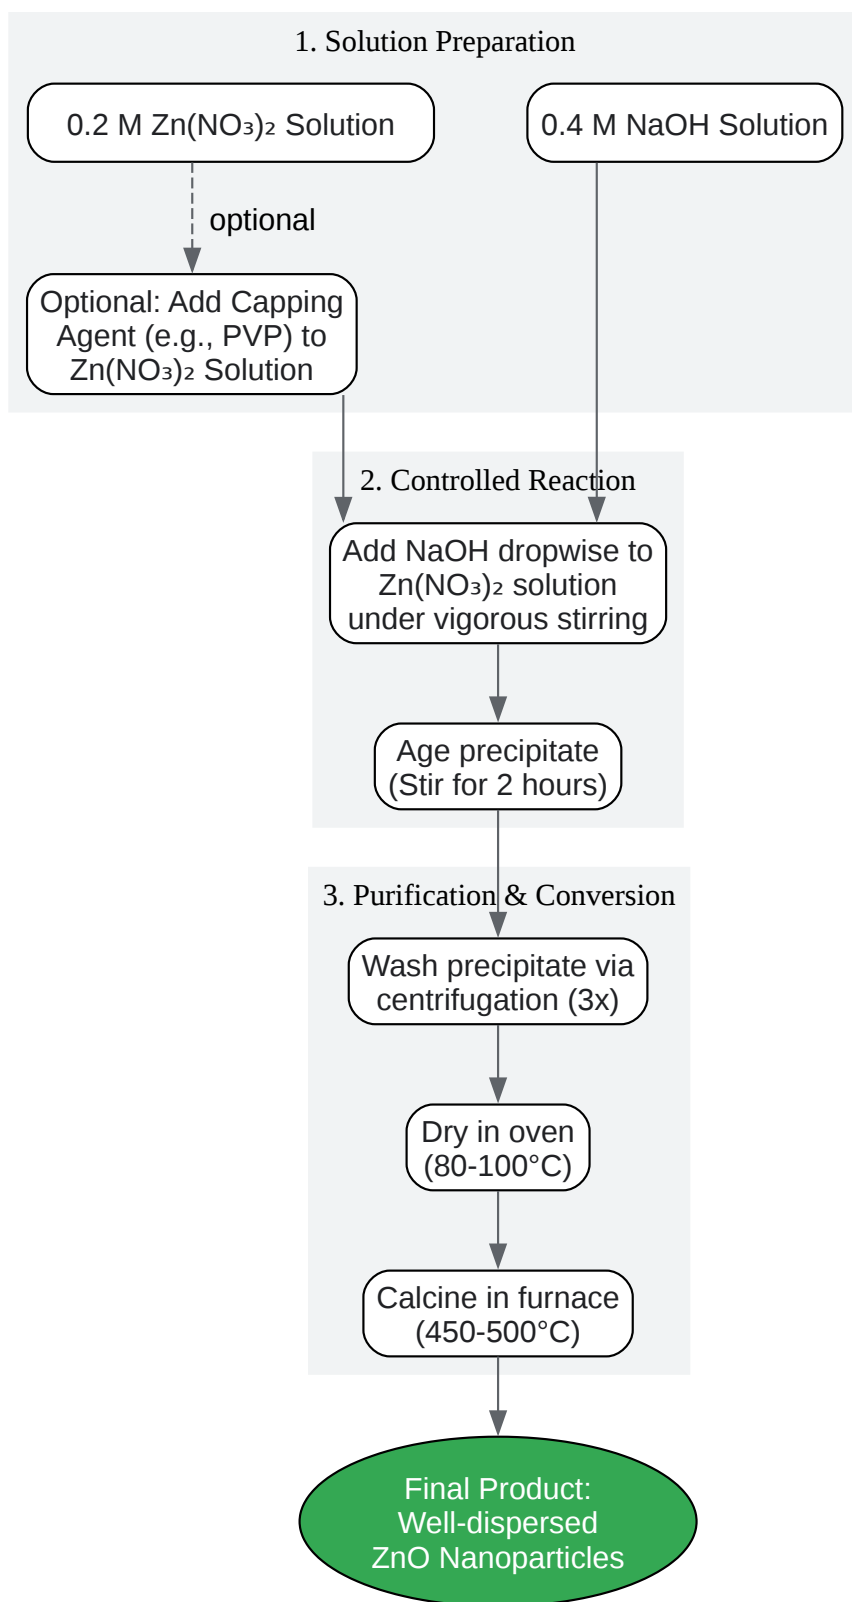 1. Solution Preparation
0.2 M Zn(NO₃)₂ Solution
0.4 M NaOH Solution
optional
Optional: Add Capping
Agent (e.g., PVP) to
Zn(NO₃)₂ Solution
2. Controlled Reaction
Add NaOH dropwise to
Zn(NO₃)₂ solution
under vigorous stirring
Age precipitate
(Stir for 2 hours)
3. Purification & Conversion
Wash precipitate via
centrifugation (3x)
Dry in oven
(80-100°C)
Calcine in furnace
(450-500°C)
Final Product:
Well-dispersed
ZnO Nanoparticles